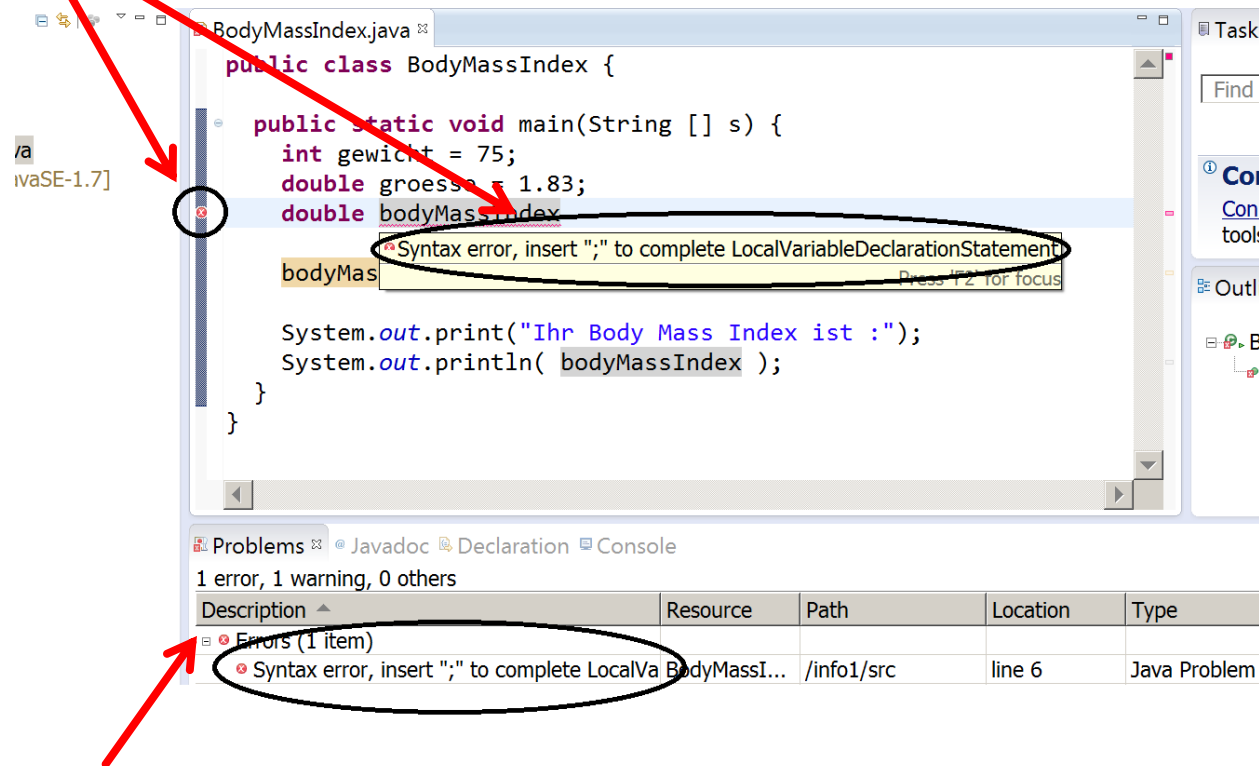 BodyMassIndex.java
Task
public class BodyMassIndex {
Find
public static void main(String [] s) {
va
int gewicht = 75;
avaSE-1.7]
double groesse = 1.83;
Con
double bodyMassIndex
tools
Syntax error, insert ";" to complete LocalVariableDeclarationStatement
bodyMas
Press 'F2' for focus
Outl
System.out.print("Ihr Body Mass Index ist :");
B
System.out.println( bodyMassIndex );
}
}
Problems @ Javadoc Declaration Console
1 error, 1 warning, 0 others
Description Resource Path Location Type
Errors (1 item)
Syntax error, insert ";" to complete LocalVa BodyMassI... /info1/src line 6 Java Problem